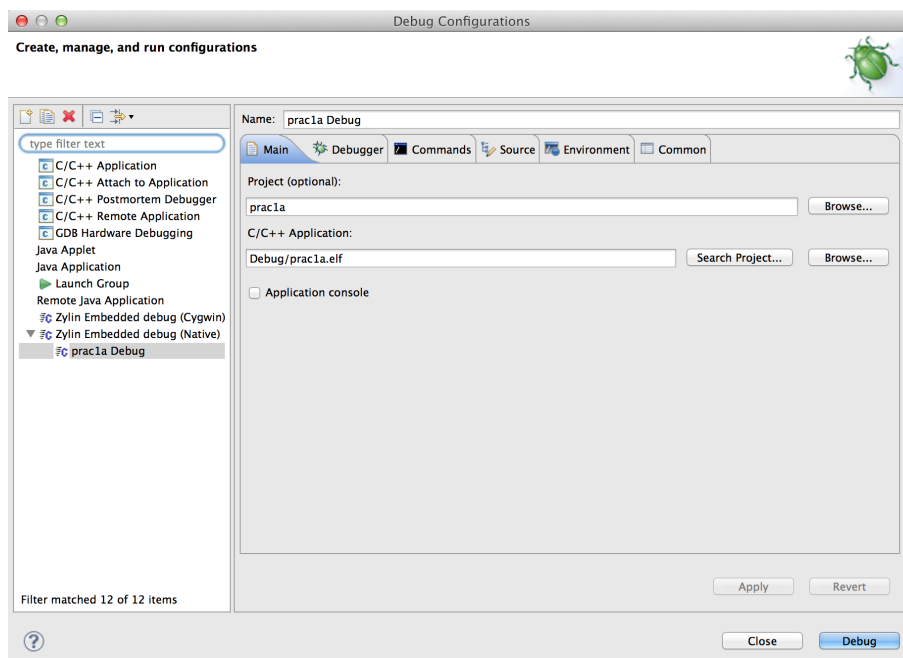 Debug Configurations
Create, manage, and run configurations
type filter text
C/C++ Application
C/C++ Attach to Application
C/C++ Postmortem Debugger
C/C++ Remote Application
GDB Hardware Debugging
Java Applet
Java Application
Launch Group
Remote Java Application
Zylin Embedded debug (Cygwin)
Zylin Embedded debug (Native)
prac1a Debug
Filter matched 12 of 12 items
Name: prac1a Debug
Main Debugger Commands Source Environment Common
Project (optional):
prac1a Browse...
C/C++ Application:
Debug/prac1a.elf Search Project... Browse...
Application console
Apply Revert
? Close Debug